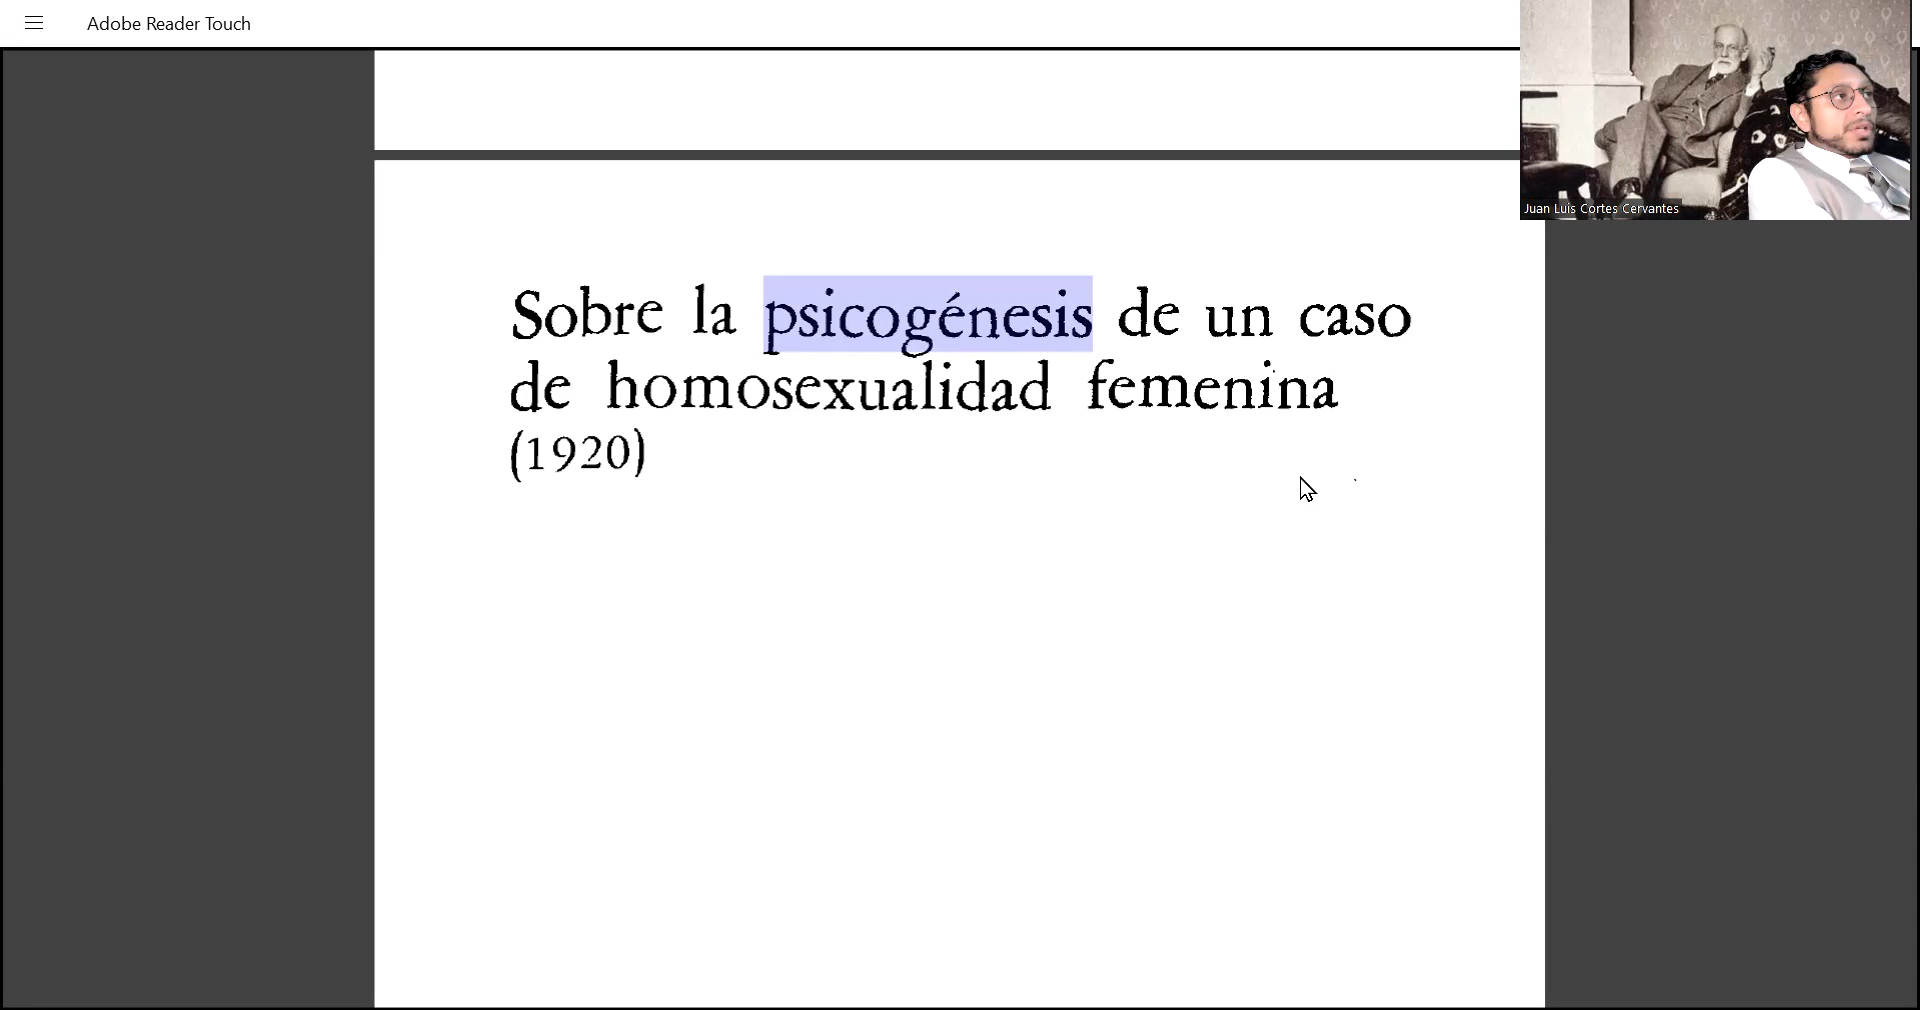 Adobe Reader Touch
Juan Luis Cortes Cervantes
Sobre la psicogénesis de un caso
de homosexualidad femenina
(1920)